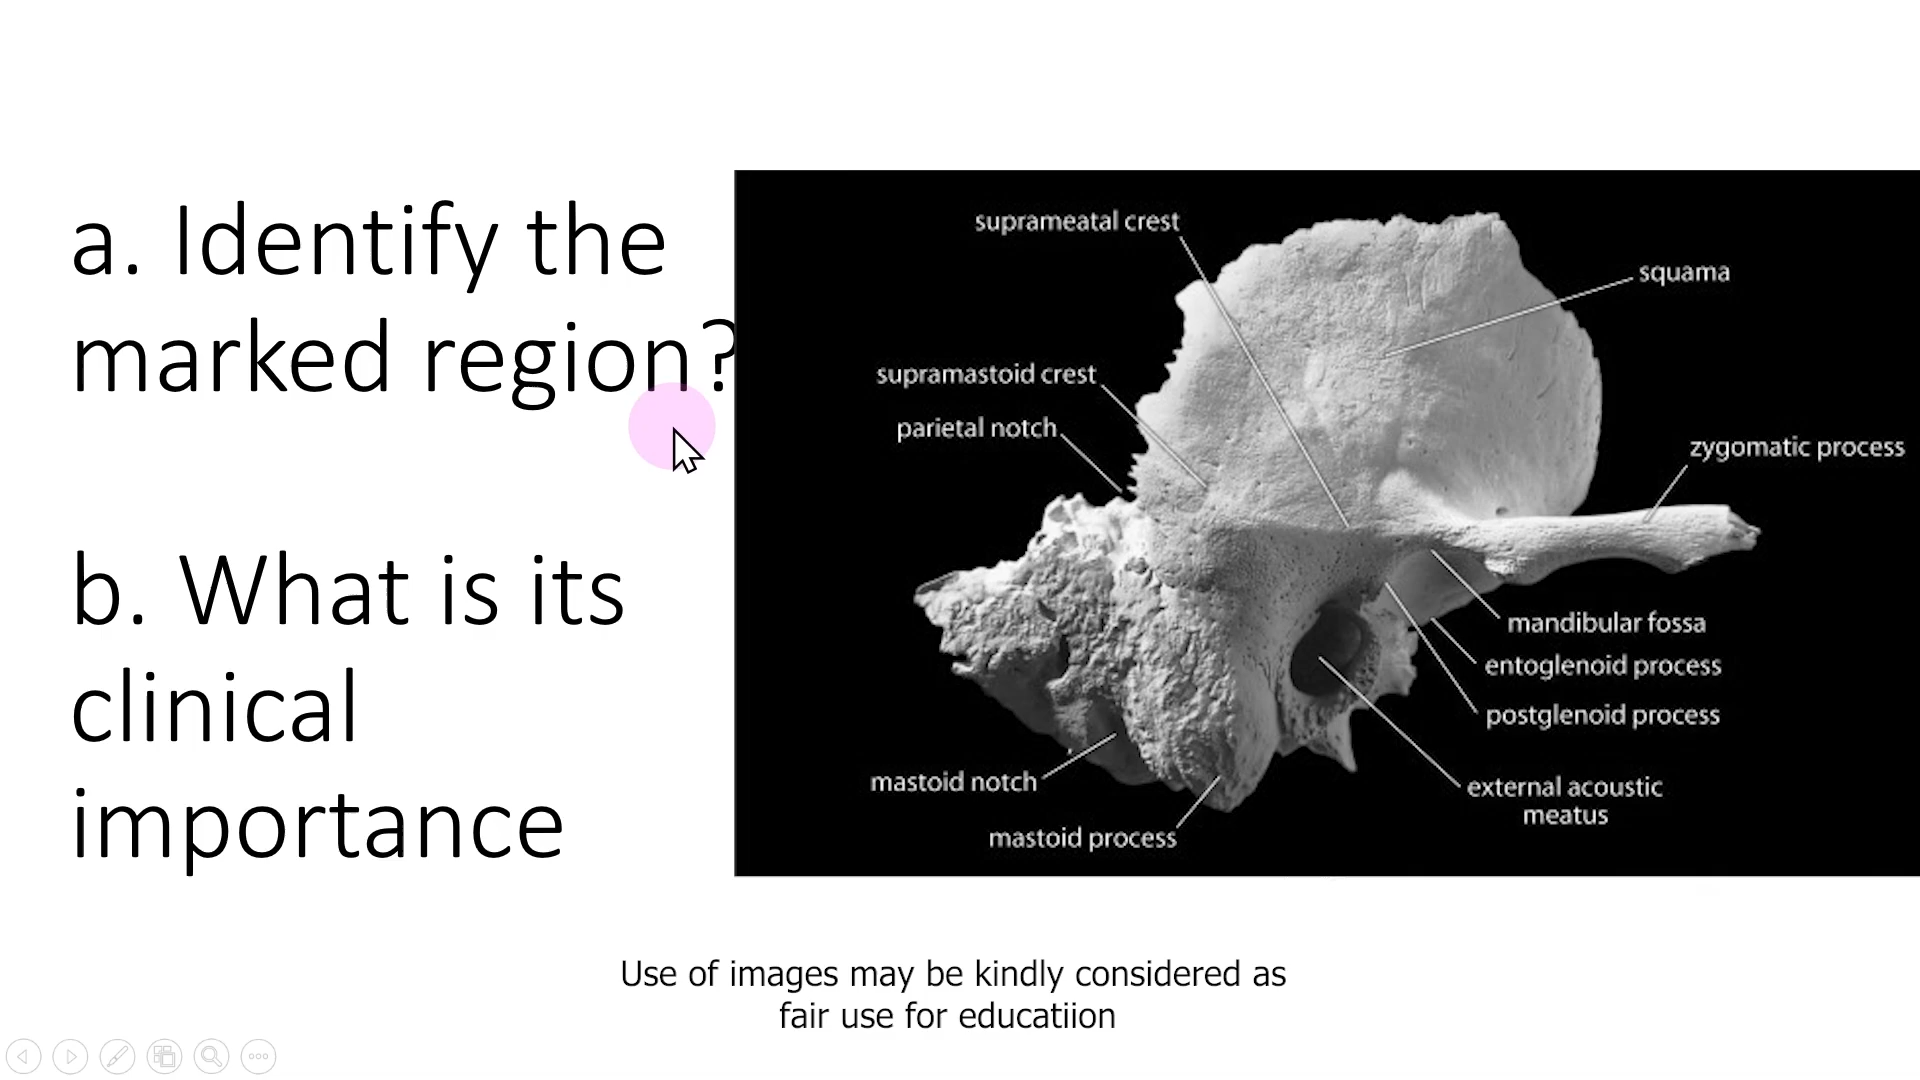 a. Identify the
marked region?
b. What is its
clinical
importance
suprameatal crest
squama
supramastoid crest
parietal notch
zygomatic process
mandibular fossa
entoglenoid process
postglenoid process
mastoid notch
external acoustic
meatus
mastoid process
Use of images may be kindly considered as
fair use for educatiion